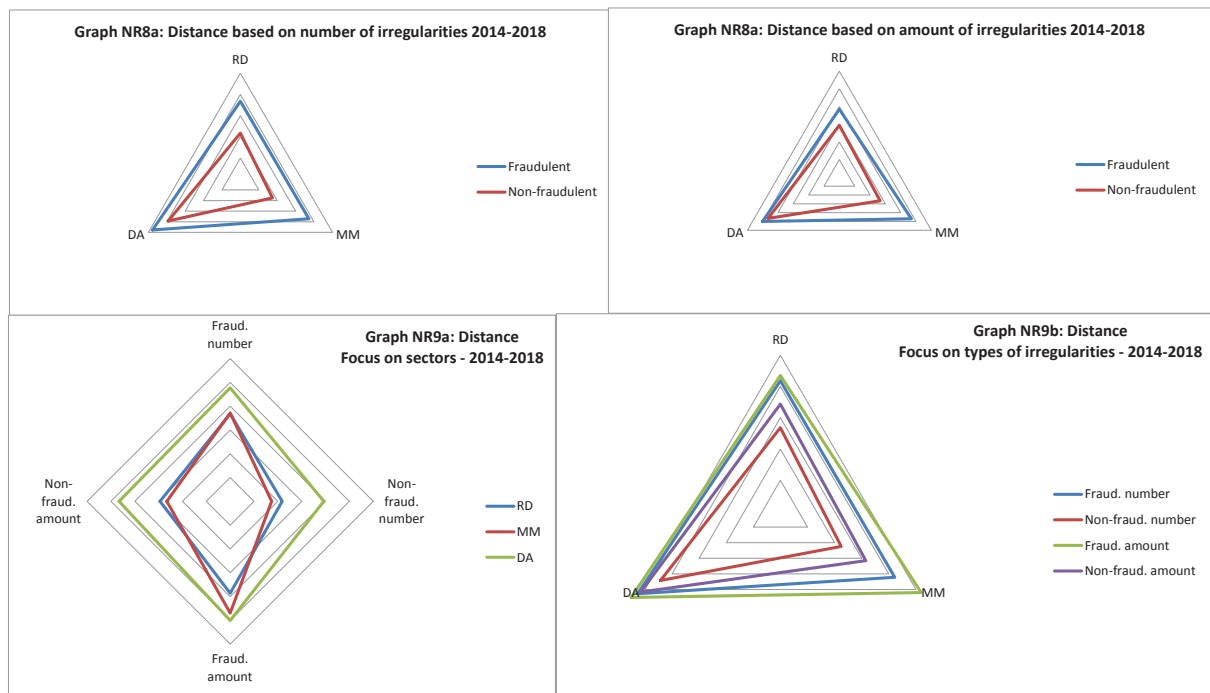 Graph NR8a: Distance based on number of irregularities 2014-2018
RD
Fraudulent
Non-fraudulent
DA
MM
Graph NR8a: Distance based on amount of irregularities 2014-2018
RD
Fraudulent
Non-fraudulent
DA
MM
Graph NR9a: Distance
Focus on sectors - 2014-2018
Fraud.
number
Non-
fraud.
amount
Non-
fraud.
number
RD
MM
DA
Fraud.
amount
Graph NR9b: Distance
Focus on types of irregularities - 2014-2018
RD
Fraud. number
Non-fraud. number
Fraud. amount
Non-fraud. amount
DA
MM